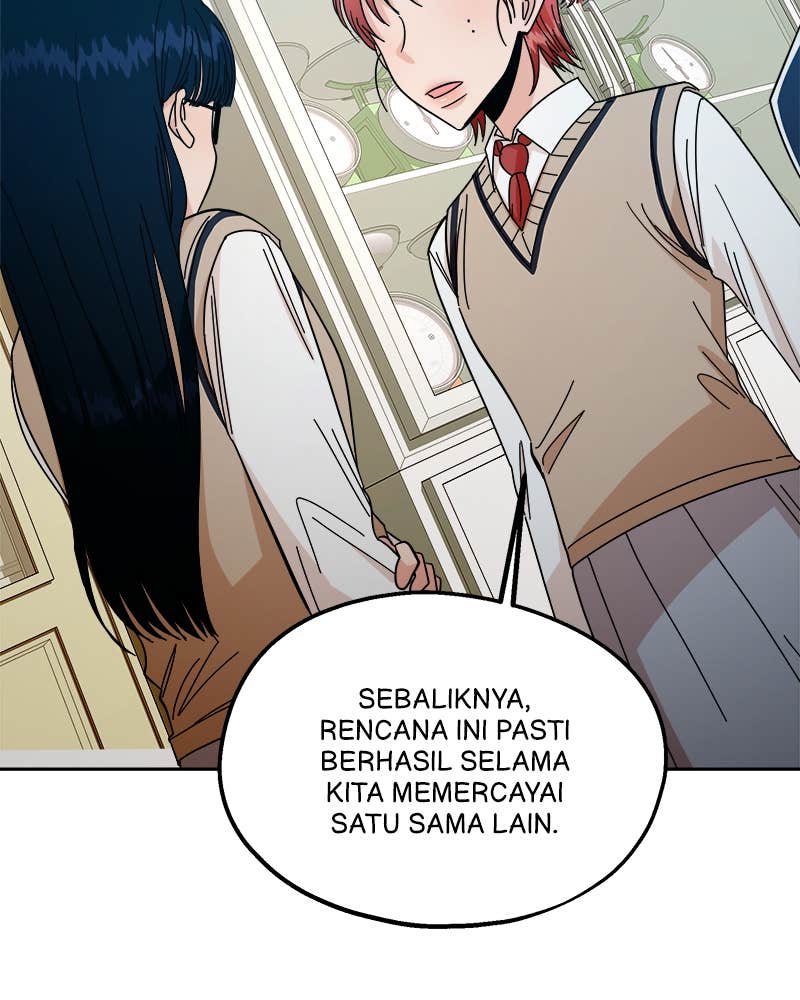 SEBALIKNYA,
RENCANA INI PASTI
BERHASIL SELAMA
KITA MEMERCAYAI
SATU SAMA LAIN.